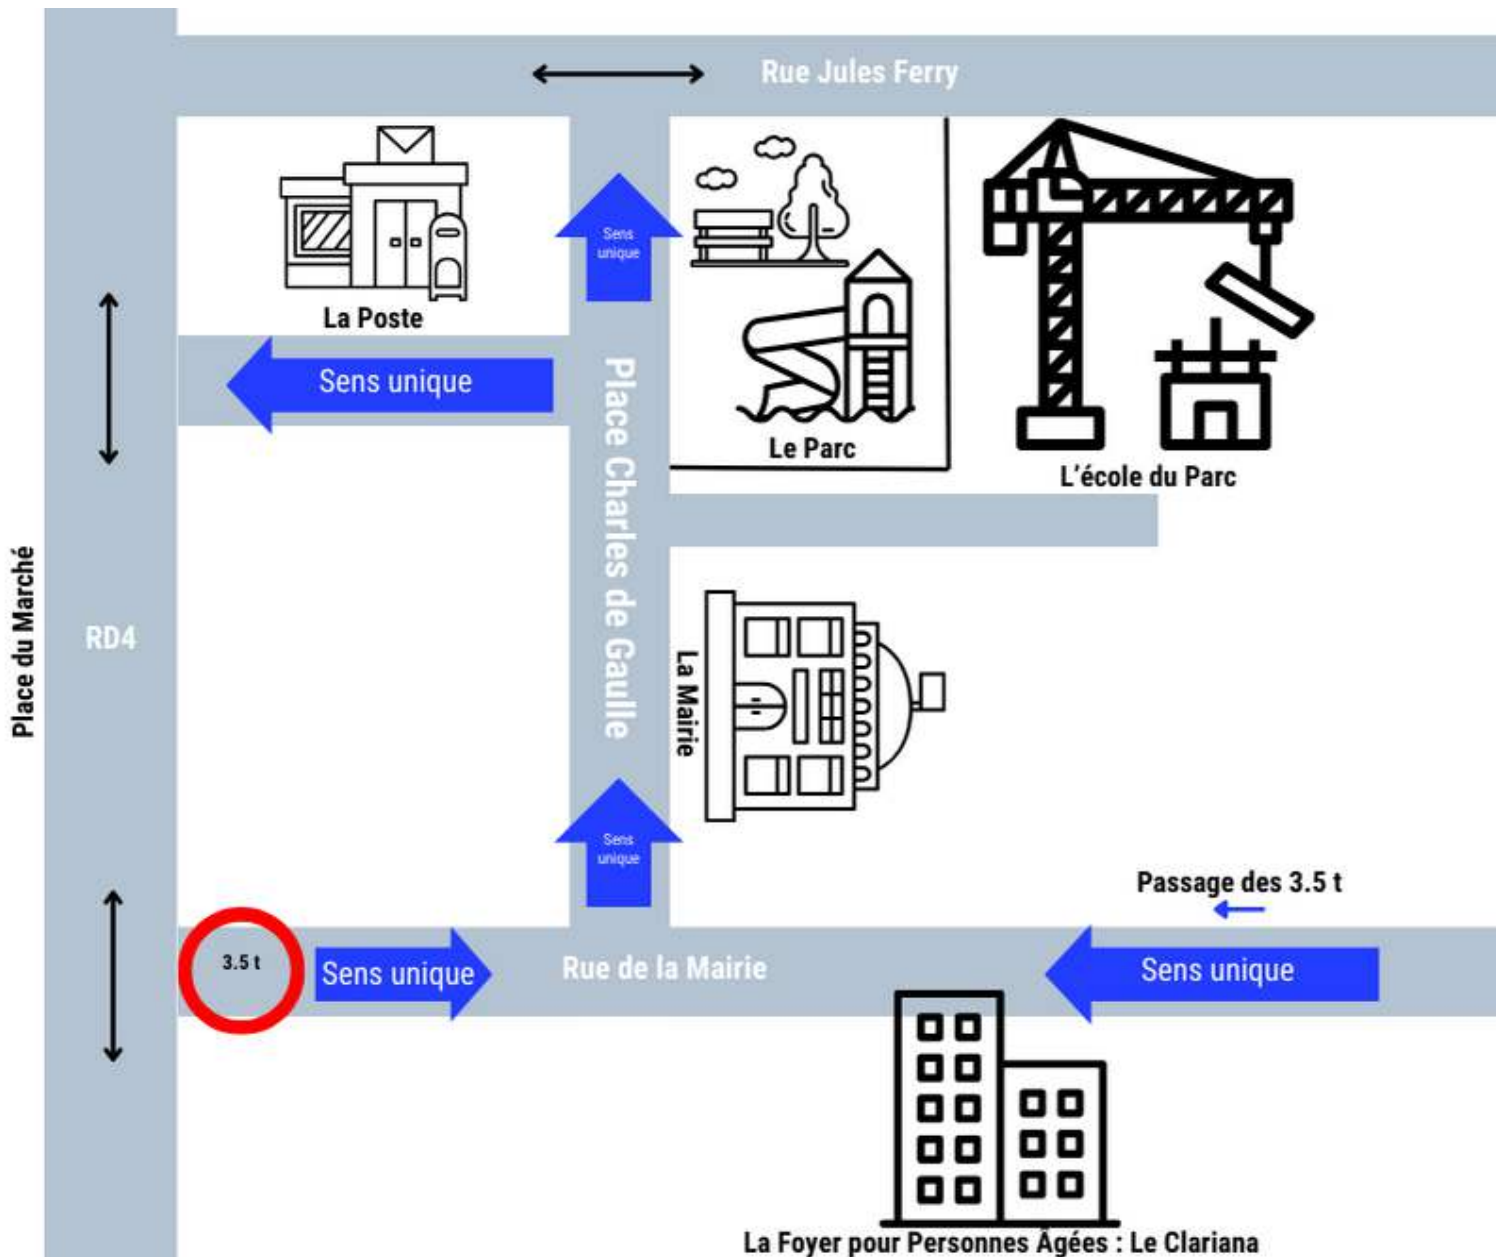 Rue Jules Ferry
Sens
unique
La Poste
Sens unique
Place Charles de Gaulle
Le Parc
L'école du Parc
Place du Marché
RD4
La Mairie
Sens
unique
Passage des 3.5 t
3.5 t
Sens unique
Rue de la Mairie
Sens unique
La Foyer pour Personnes Âgées : Le Clariana